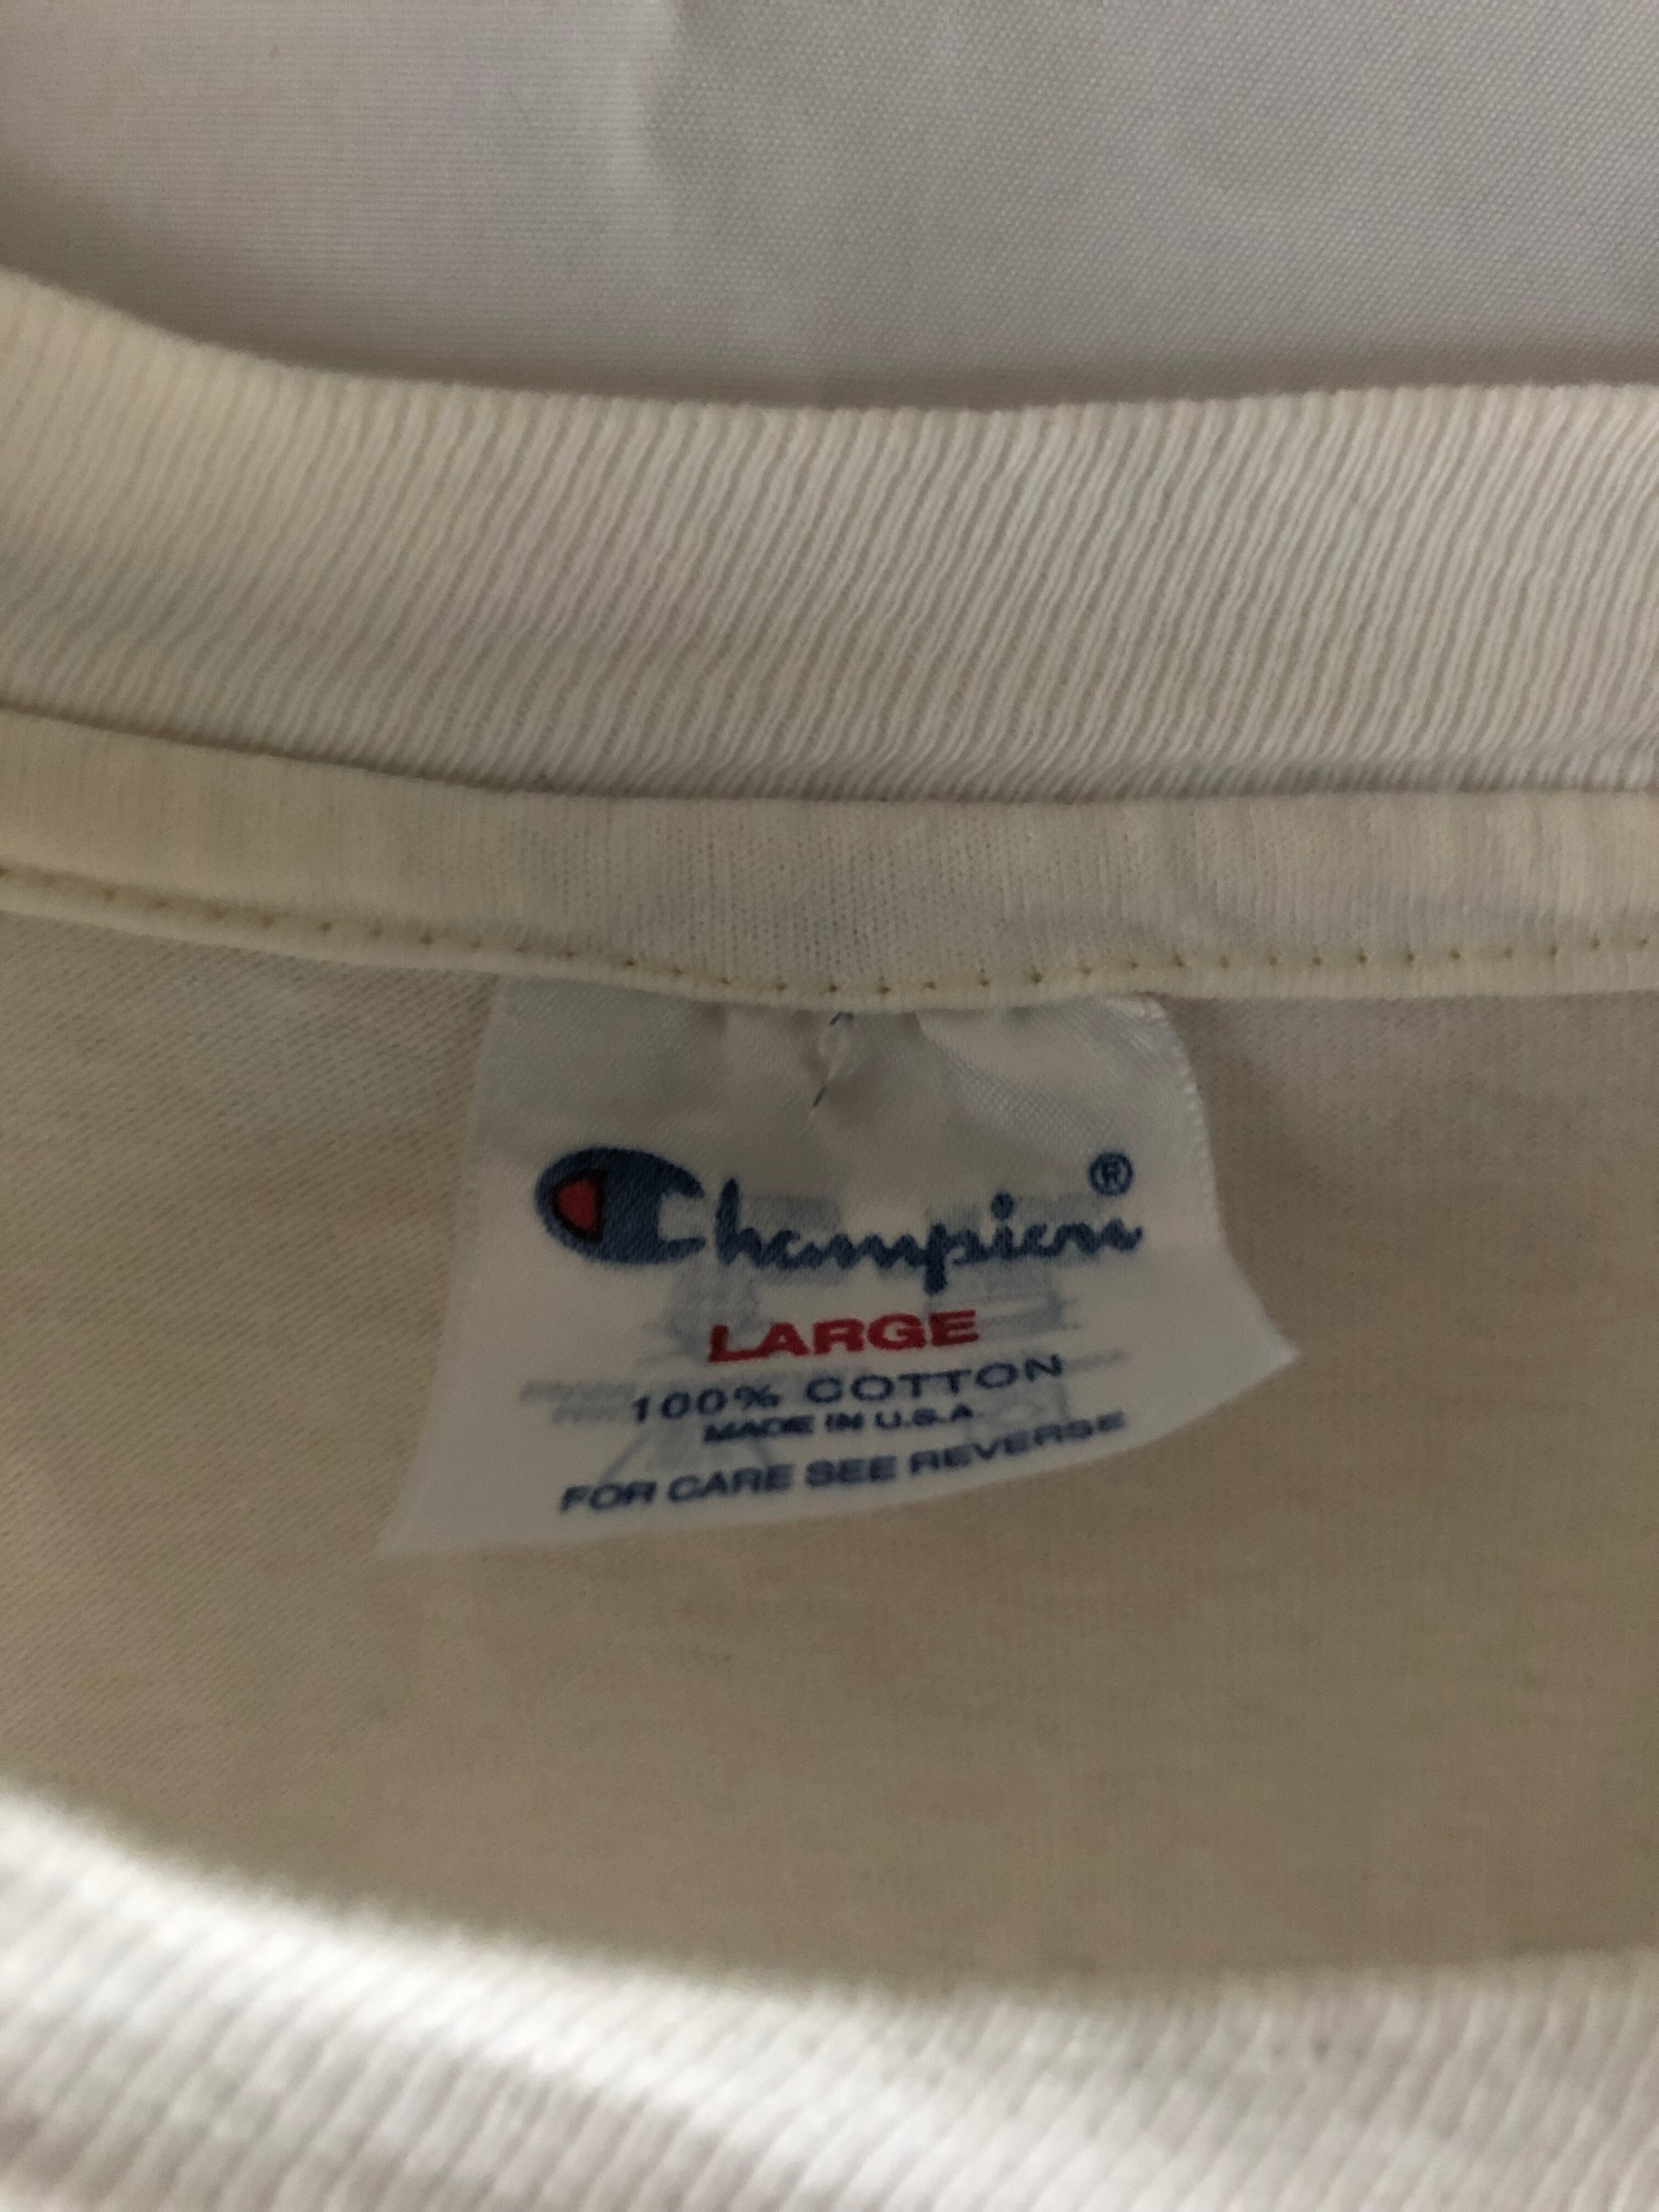 Champion®
LARGE
100% COTTON
MADE IN U.S.A.
FOR CARE SEE REVERSE